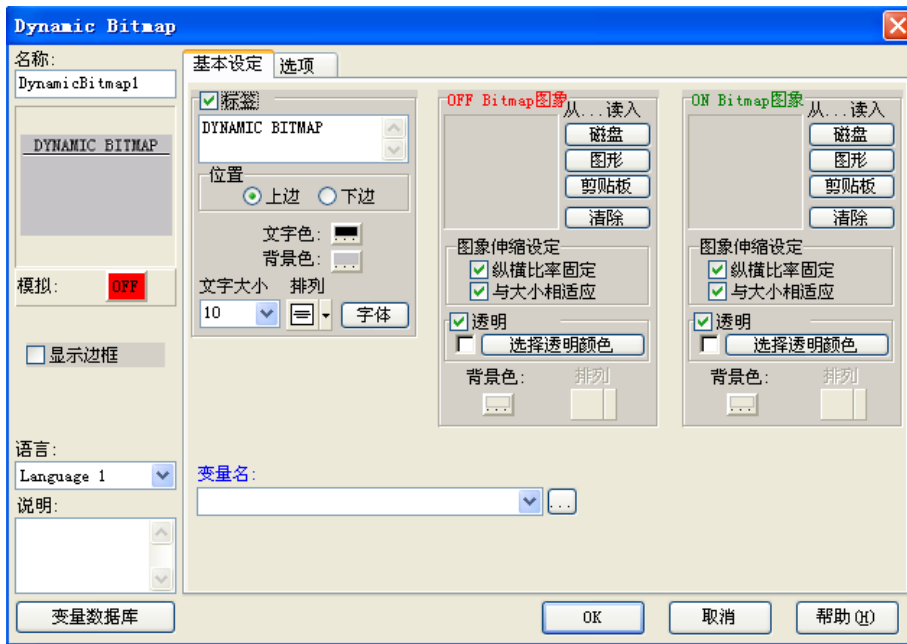 Dynamic Bitmap
名称:
DynamicBitmap1
DYNAMIC BITMAP
模拟:
OFF
显示边框
语言:
Language 1
说明:
变量数据库
基本设定
选项
标签
DYNAMIC BITMAP
位置
上边
下边
文字色:
...
背景色:
...
文字大小
排列
10
字体
OFF Bitmap图象
从...读入
磁盘
图形
剪贴板
清除
图象伸缩设定
纵横比率固定
与大小相适应
透明
选择透明颜色
背景色:
排列
...
ON Bitmap图象
从...读入
磁盘
图形
剪贴板
清除
图象伸缩设定
纵横比率固定
与大小相适应
透明
选择透明颜色
背景色:
排列
...
变量名:
...
OK
取消
帮助(H)